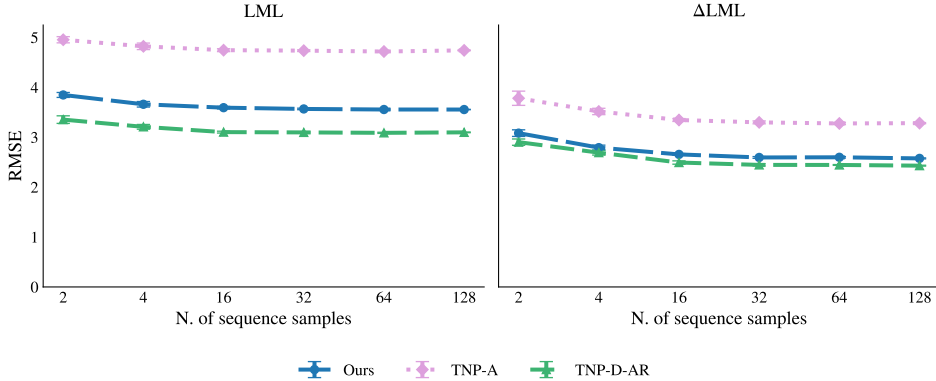 LML
ΔLML
RMSE
5
4
3
2
1
0
2 4 16 32 64 128
2 4 16 32 64 128
N. of sequence samples
N. of sequence samples
Ours TNP-A TNP-D-AR